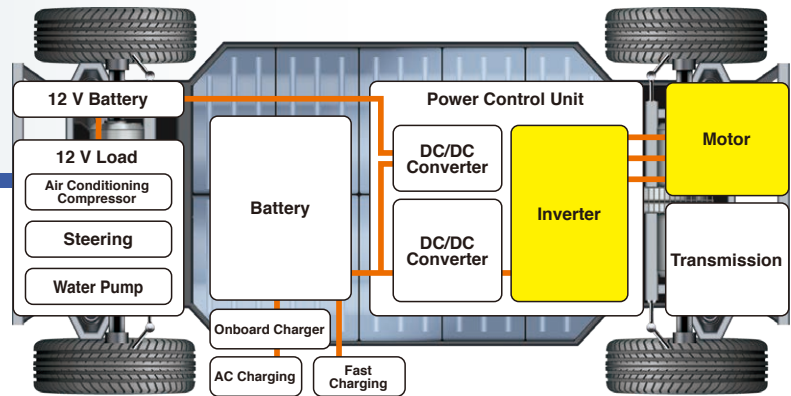 12 V Battery
12 V Load
Air Conditioning
Compressor
Steering
Water Pump
Battery
Onboard Charger
AC Charging
Fast
Charging
Power Control Unit
DC/DC
Converter
DC/DC
Converter
Inverter
Motor
Transmission